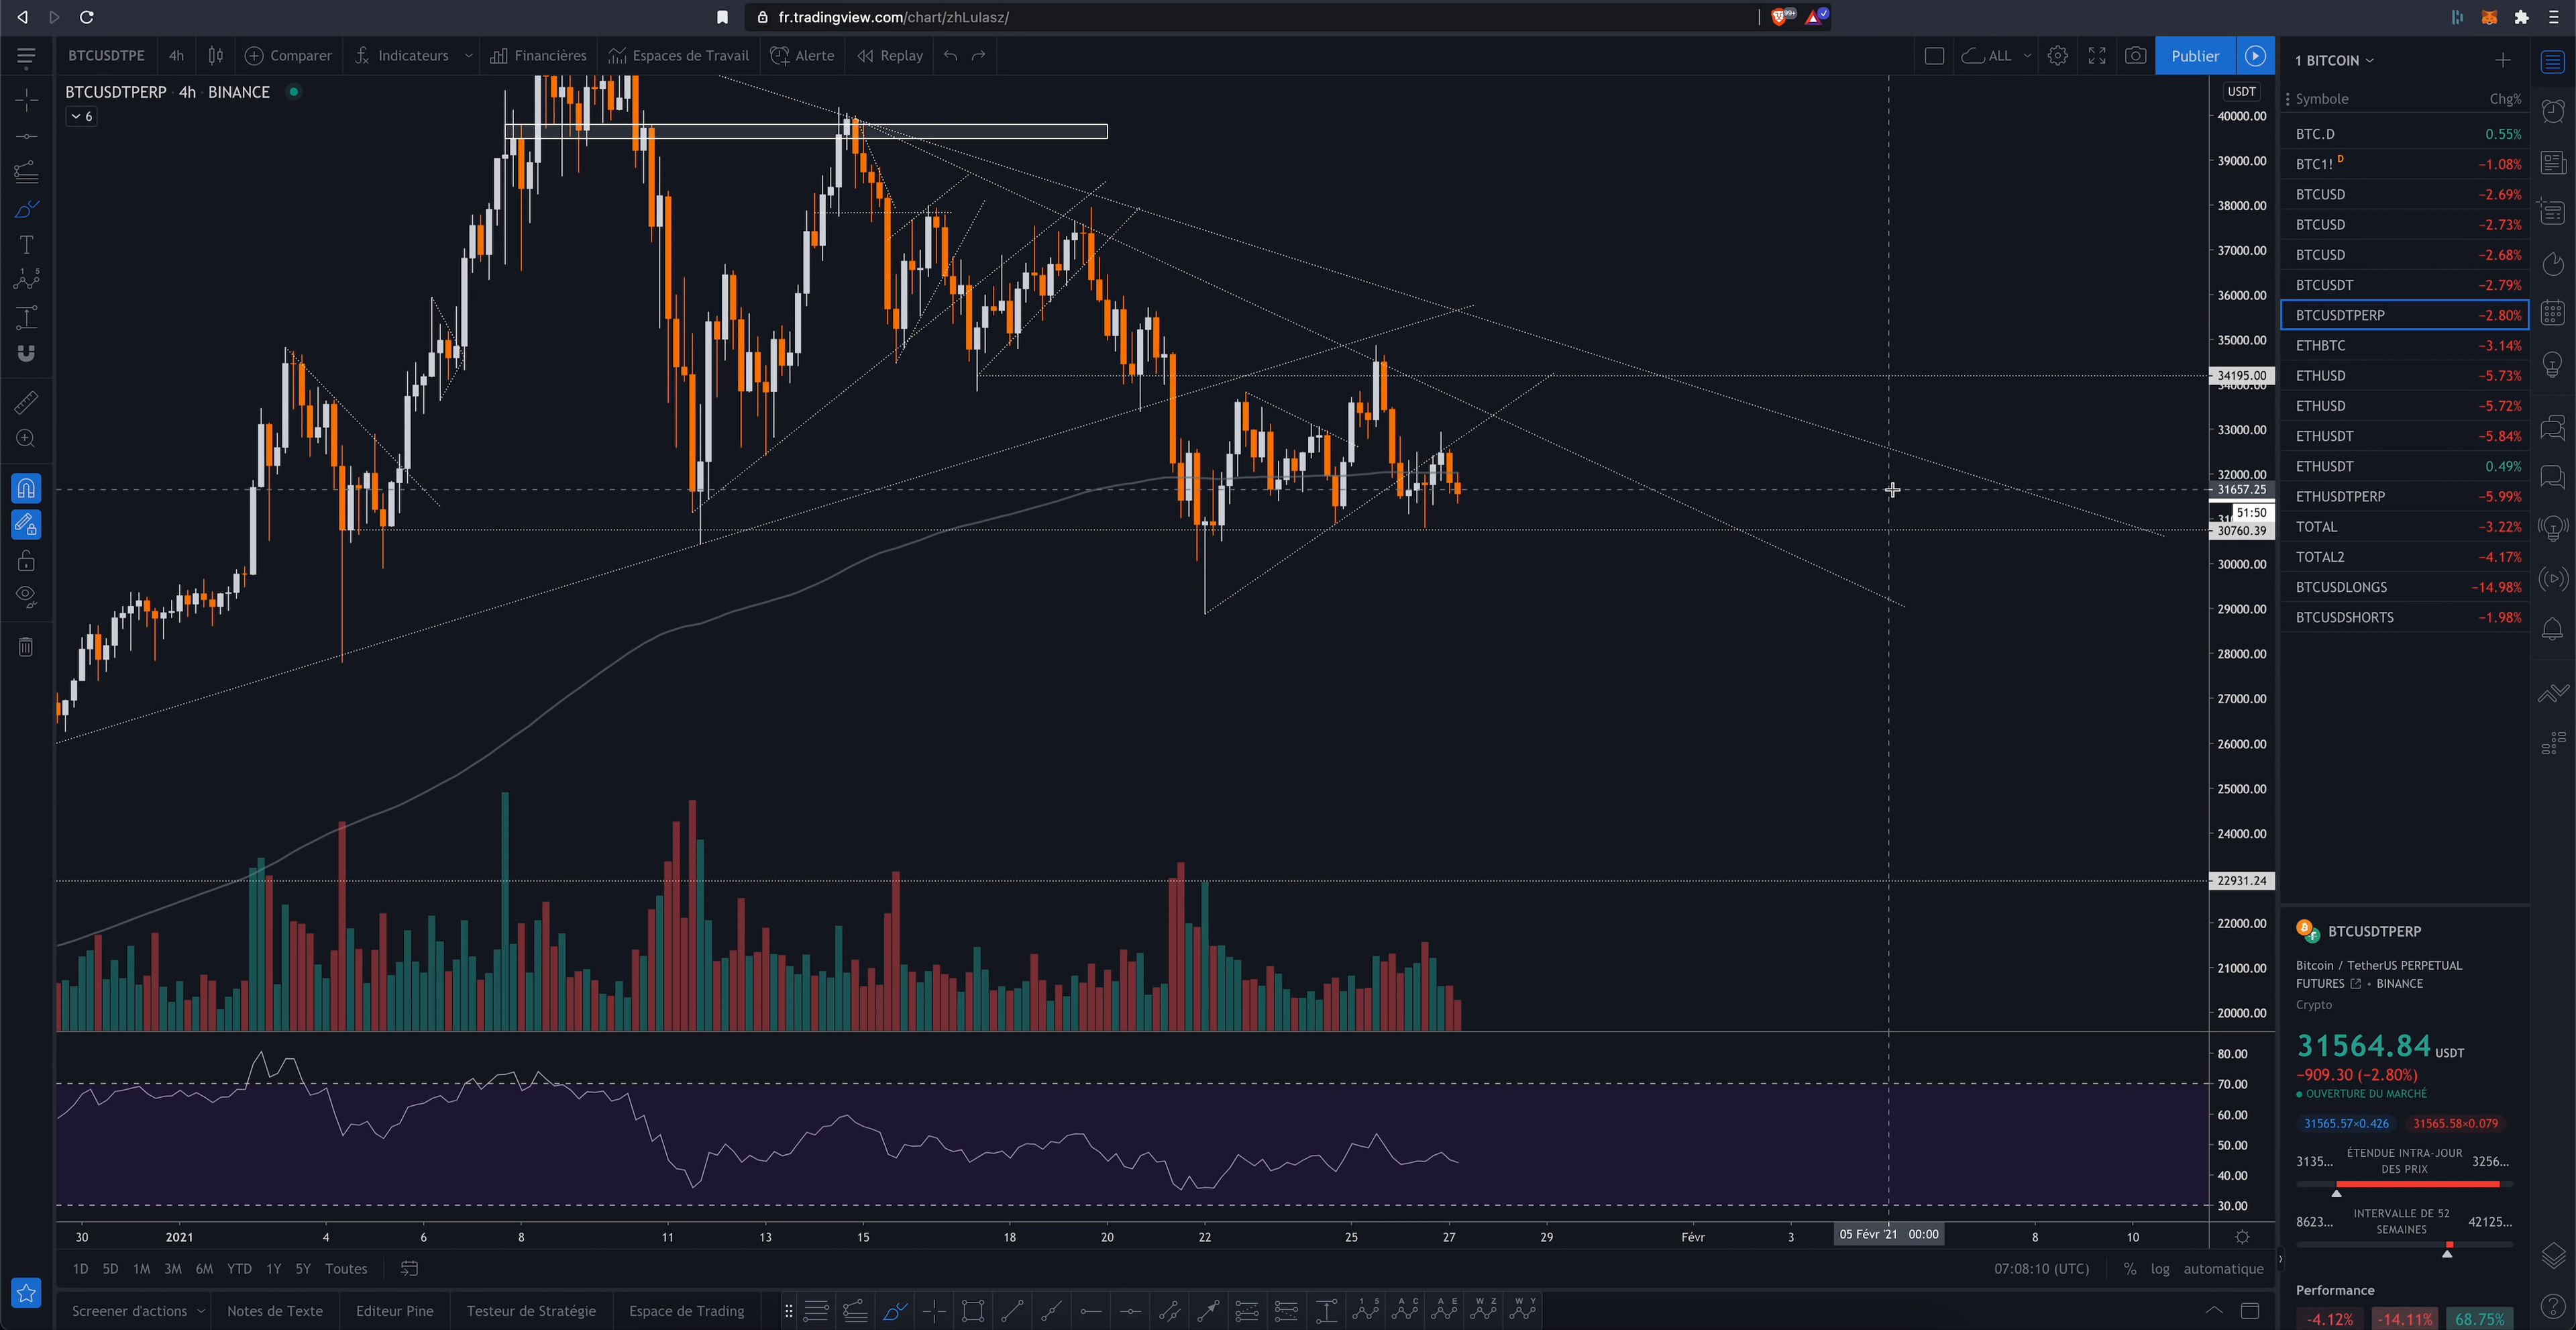 fr.tradingview.com/chart/zhLulasz/
99+
BTCUSDTPE 4h Comparer Indicateurs Financières Espaces de Travail Alerte Replay ALL Publier
BTCUSDTPERP 4h BINANCE
6
USDT
40000.00
39000.00
38000.00
37000.00
36000.00
35000.00
34195.00
34000.00
33000.00
32000.00
31657.25
51:50
30760.39
30000.00
29000.00
28000.00
27000.00
26000.00
25000.00
24000.00
22931.24
22000.00
21000.00
20000.00
80.00
70.00
60.00
50.00
40.00
30.00
30 2021 4 6 8 11 13 15 18 20 22 25 27 29 Févr 3 05 Févr '21 00:00 8 10
1D 5D 1M 3M 6M YTD 1Y 5Y Toutes 07:08:10 (UTC) % log automatique
Screener d'actions Notes de Texte Editeur Pine Testeur de Stratégie Espace de Trading
1 BITCOIN
Symbole Chg%
BTC.D 0.55%
BTC1! D −1.08%
BTCUSD −2.69%
BTCUSD −2.73%
BTCUSD −2.68%
BTCUSDT −2.79%
BTCUSDTPERP −2.80%
ETHBTC −3.14%
ETHUSD −5.73%
ETHUSD −5.72%
ETHUSDT −5.84%
ETHUSDT 0.49%
ETHUSDTPERP −5.99%
TOTAL −3.22%
TOTAL2 −4.17%
BTCUSDLONGS −14.98%
BTCUSDSHORTS −1.98%
BTCUSDTPERP
Bitcoin / TetherUS PERPETUAL
FUTURES • BINANCE
Crypto
31564.84 USDT
−909.30 (−2.80%)
OUVERTURE DU MARCHÉ
31565.57×0.426 31565.58×0.079
3135... ÉTENDUE INTRA-JOUR DES PRIX 3256...
8623... INTERVALLE DE 52 SEMAINES 42125...
Performance
-4.12% -14.11% 68.75%